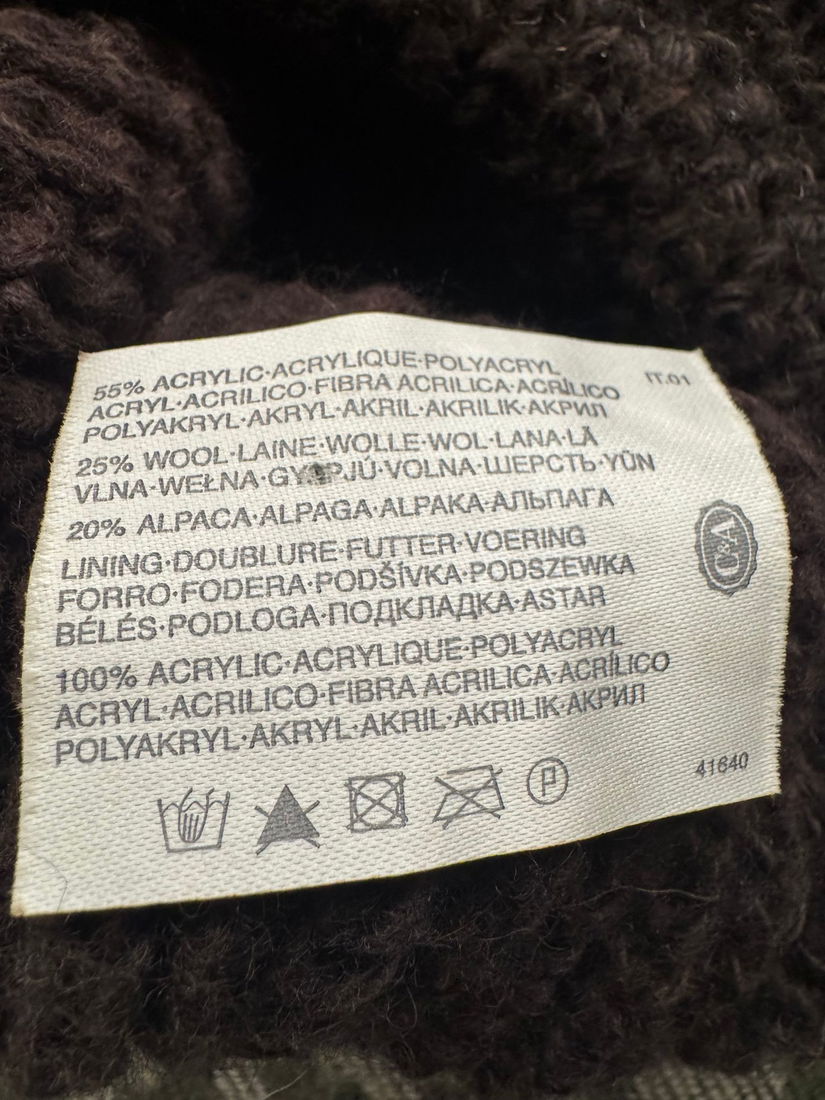 55% ACRYLIC·ACRYLIQUE·POLYACRYL
ACRYL·ACRILICO·FIBRA ACRILICA·ACRÍLICO
POLYAKRYL·AKRYL·AKRIL·AKRILIK·АКРИЛ
IT.01
25% WOOL·LAINE·WOLLE·WOL·LANA·LÃ
VLNA·WEŁNA·GYAPJÚ·VOLNA·ШЕРСТЬ·YÜN
20% ALPACA·ALPAGA·ALPAKA·АЛЬПАГА
LINING·DOUBLURE·FUTTER·VOERING
FORRO·FODERA·PODŠÍVKA·PODSZEWKA
BÉLÉS·PODLOGA·ПОДКЛАДКА·ASTAR
C&A
100% ACRYLIC·ACRYLIQUE·POLYACRYL
ACRYL·ACRILICO·FIBRA ACRILICA·ACRÍLICO
POLYAKRYL·AKRYL·AKRIL·AKRILIK·АКРИЛ
41640
P